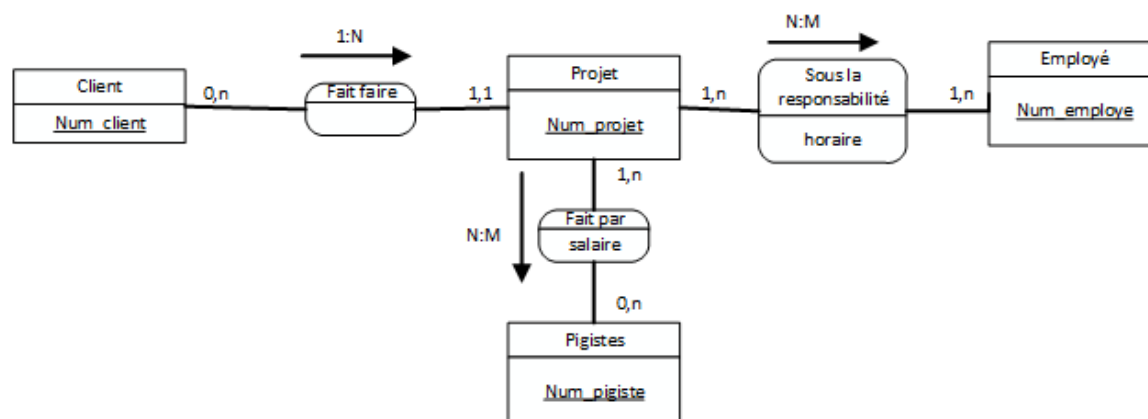 1:N
N:M
Client
Num_client
0,n
Fait faire
1,1
Projet
Num_projet
1,n
Sous la
responsabilité
horaire
1,n
Employé
Num_employe
1,n
N:M
Fait par
salaire
0,n
Pigistes
Num_pigiste